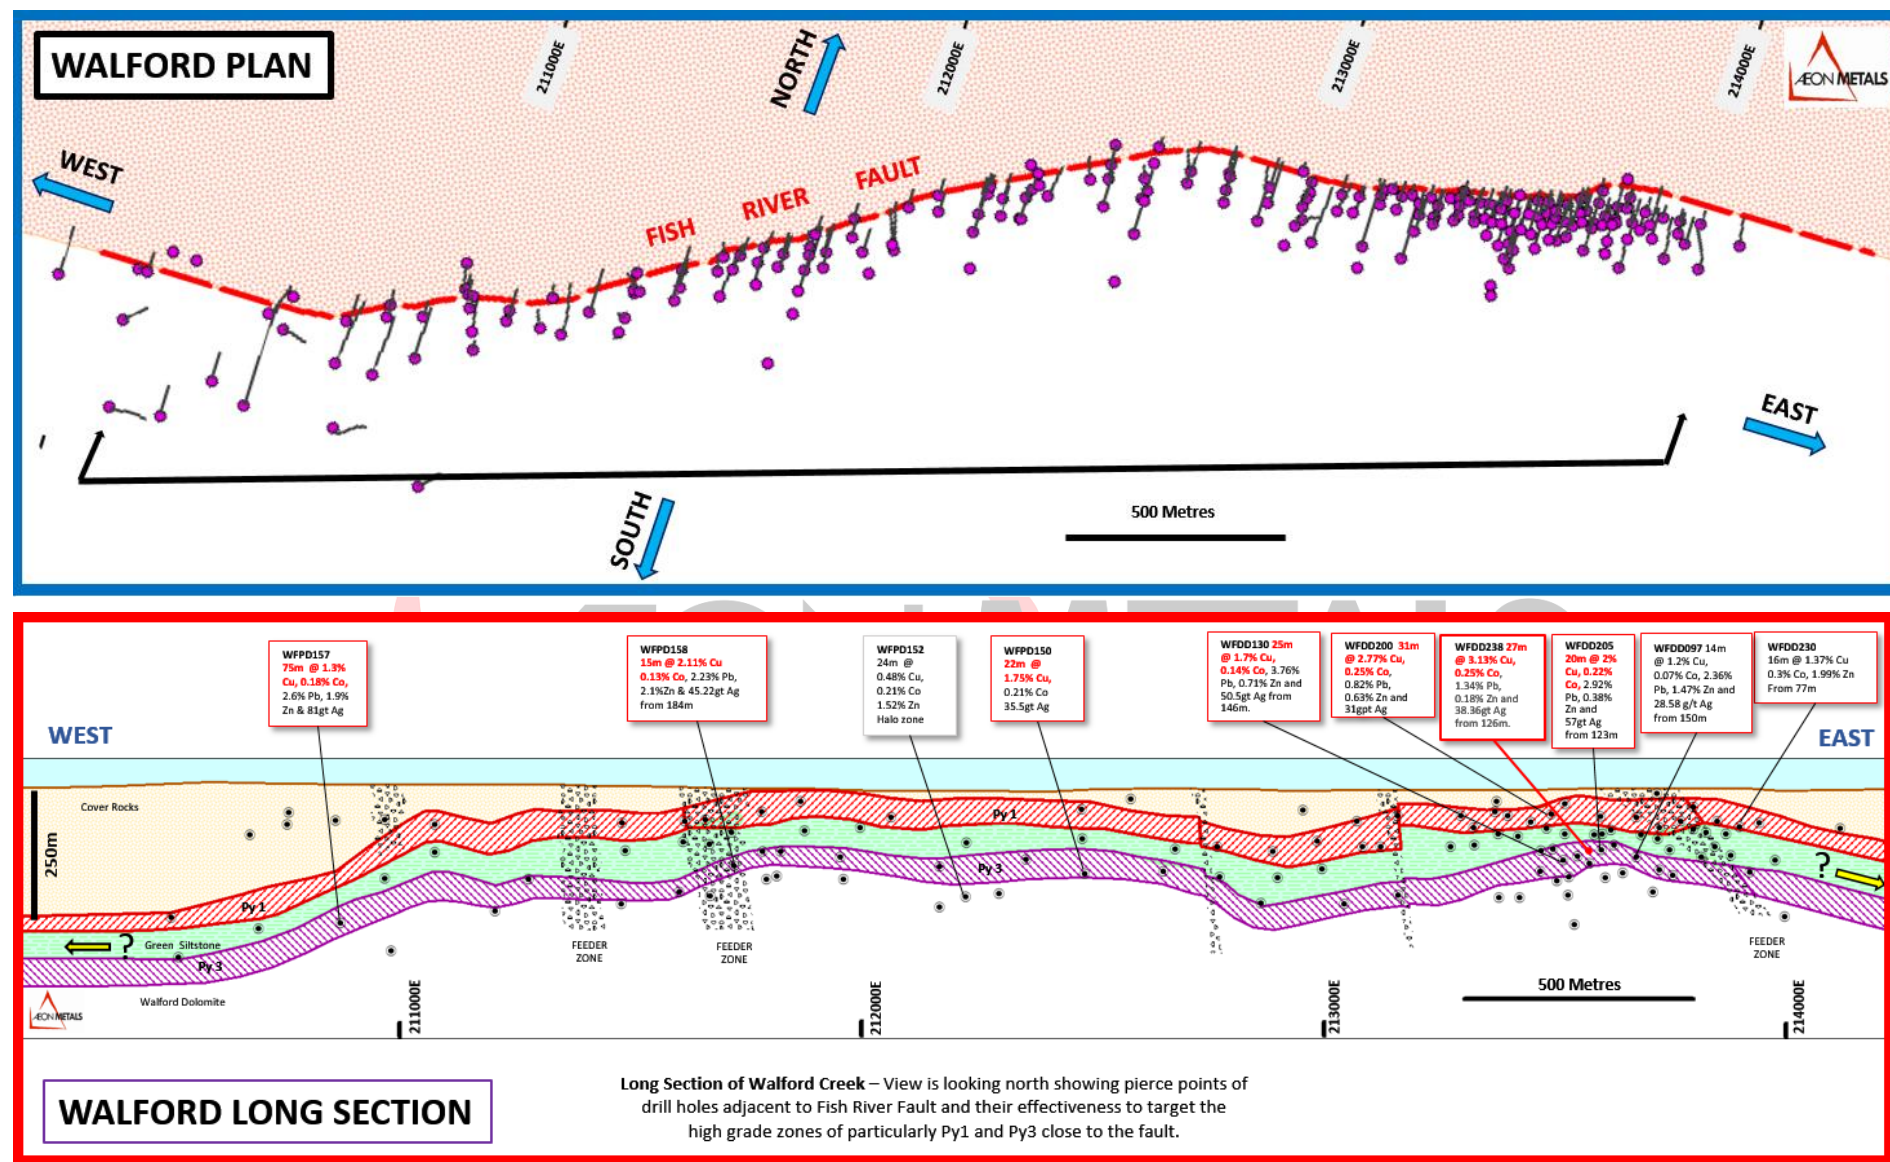 WALFORD PLAN
211000E
NORTH
212000E
213000E
214000E
ÆON METALS
WEST
FISH RIVER FAULT
EAST
SOUTH
500 Metres
WFPD157
75m @ 1.3%
Cu, 0.18% Co,
2.6% Pb, 1.9%
Zn & 81gt Ag
WFPD158
15m @ 2.11% Cu
0.13% Co, 2.23% Pb,
2.1%Zn & 45.22gt Ag
from 184m
WFPD152
24m @
0.48% Cu,
0.21% Co
1.52% Zn
Halo zone
WFPD150
22m @
1.75% Cu,
0.21% Co
35.5gt Ag
WFDD130 25m
@ 1.7% Cu,
0.14% Co, 3.76%
Pb, 0.71% Zn and
50.5gt Ag from
146m.
WFDD200 31m
@ 2.77% Cu,
0.25% Co,
0.82% Pb,
0.63% Zn and
31gpt Ag
WFDD238 27m
@ 3.13% Cu,
0.25% Co,
1.34% Pb,
0.18% Zn and
38.36gt Ag
from 126m.
WFDD205
20m @ 2%
Cu, 0.22%
Co, 2.92%
Pb, 0.38%
Zn and
57gt Ag
from 123m
WFDD097 14m
@ 1.2% Cu,
0.07% Co, 2.36%
Pb, 1.47% Zn and
28.58 g/t Ag
from 150m
WFDD230
16m @ 1.37% Cu
0.3% Co, 1.99% Zn
From 77m
WEST
EAST
Cover Rocks
250m
Py 1
Py 3
?
Py 1
? Green Siltstone
Py 3
FEEDER
ZONE
FEEDER
ZONE
FEEDER
ZONE
Walford Dolomite
ÆON METALS
500 Metres
211000E
212000E
213000E
214000E
WALFORD LONG SECTION
Long Section of Walford Creek – View is looking north showing pierce points of
drill holes adjacent to Fish River Fault and their effectiveness to target the
high grade zones of particularly Py1 and Py3 close to the fault.